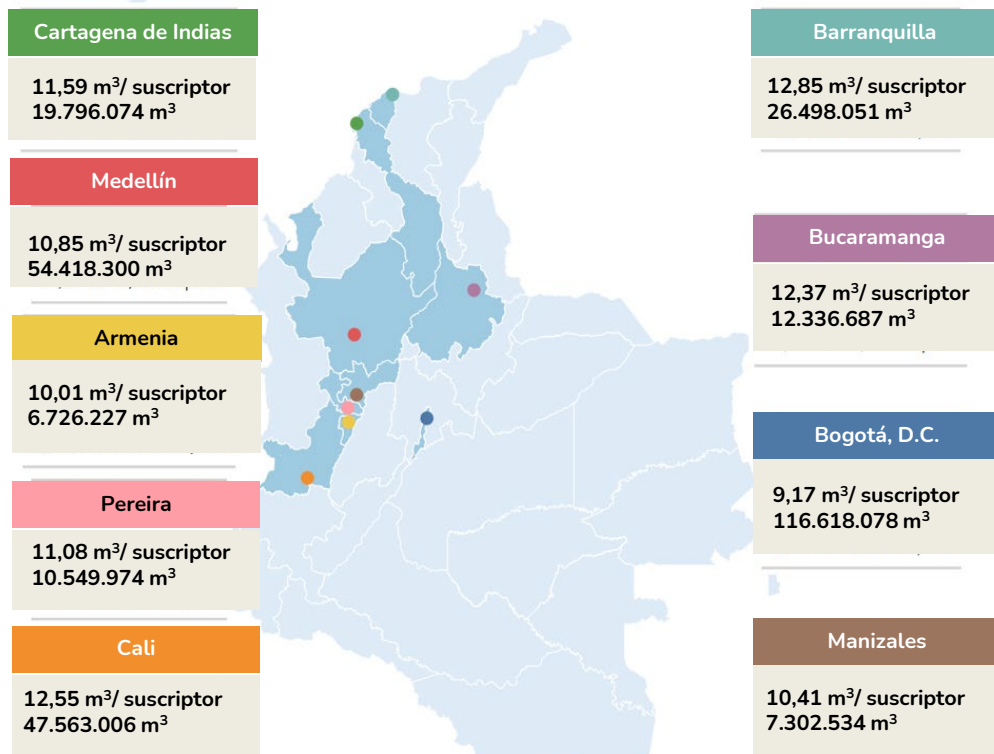 Cartagena de Indias
11,59 m³/ suscriptor
19.796.074 m³
Medellín
10,85 m³/ suscriptor
54.418.300 m³
Armenia
10,01 m³/ suscriptor
6.726.227 m³
Pereira
11,08 m³/ suscriptor
10.549.974 m³
Cali
12,55 m³/ suscriptor
47.563.006 m³
Barranquilla
12,85 m³/ suscriptor
26.498.051 m³
Bucaramanga
12,37 m³/ suscriptor
12.336.687 m³
Bogotá, D.C.
9,17 m³/ suscriptor
116.618.078 m³
Manizales
10,41 m³/ suscriptor
7.302.534 m³